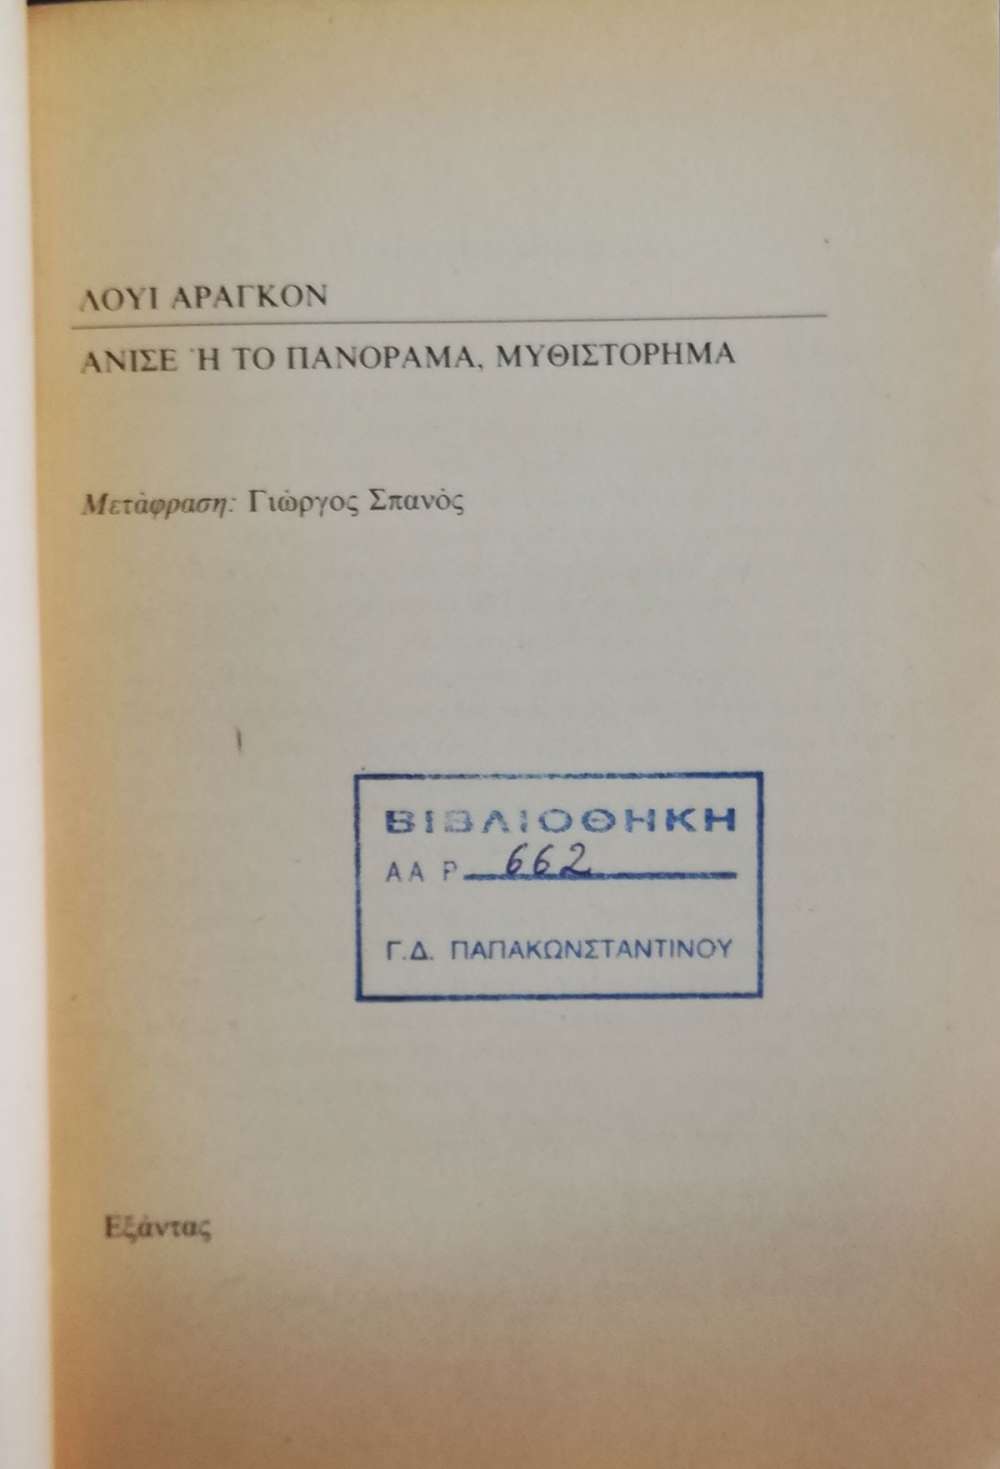 ΛΟΥΙ ΑΡΑΓΚΟΝ
ΑΝΙΣΕ Ή ΤΟ ΠΑΝΟΡΑΜΑ, ΜΥΘΙΣΤΟΡΗΜΑ
Μετάφραση: Γιώργος Σπανός
ΒΙΒΛΙΟΘΗΚΗ
ΑΑ Ρ 662
Γ.Δ. ΠΑΠΑΚΩΝΣΤΑΝΤΙΝΟΥ
Εξάντας